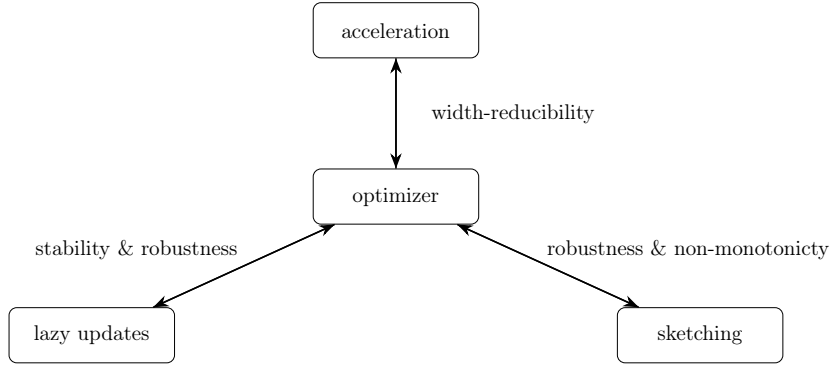 acceleration
width-reducibility
optimizer
stability & robustness
robustness & non-monotonicty
lazy updates
sketching